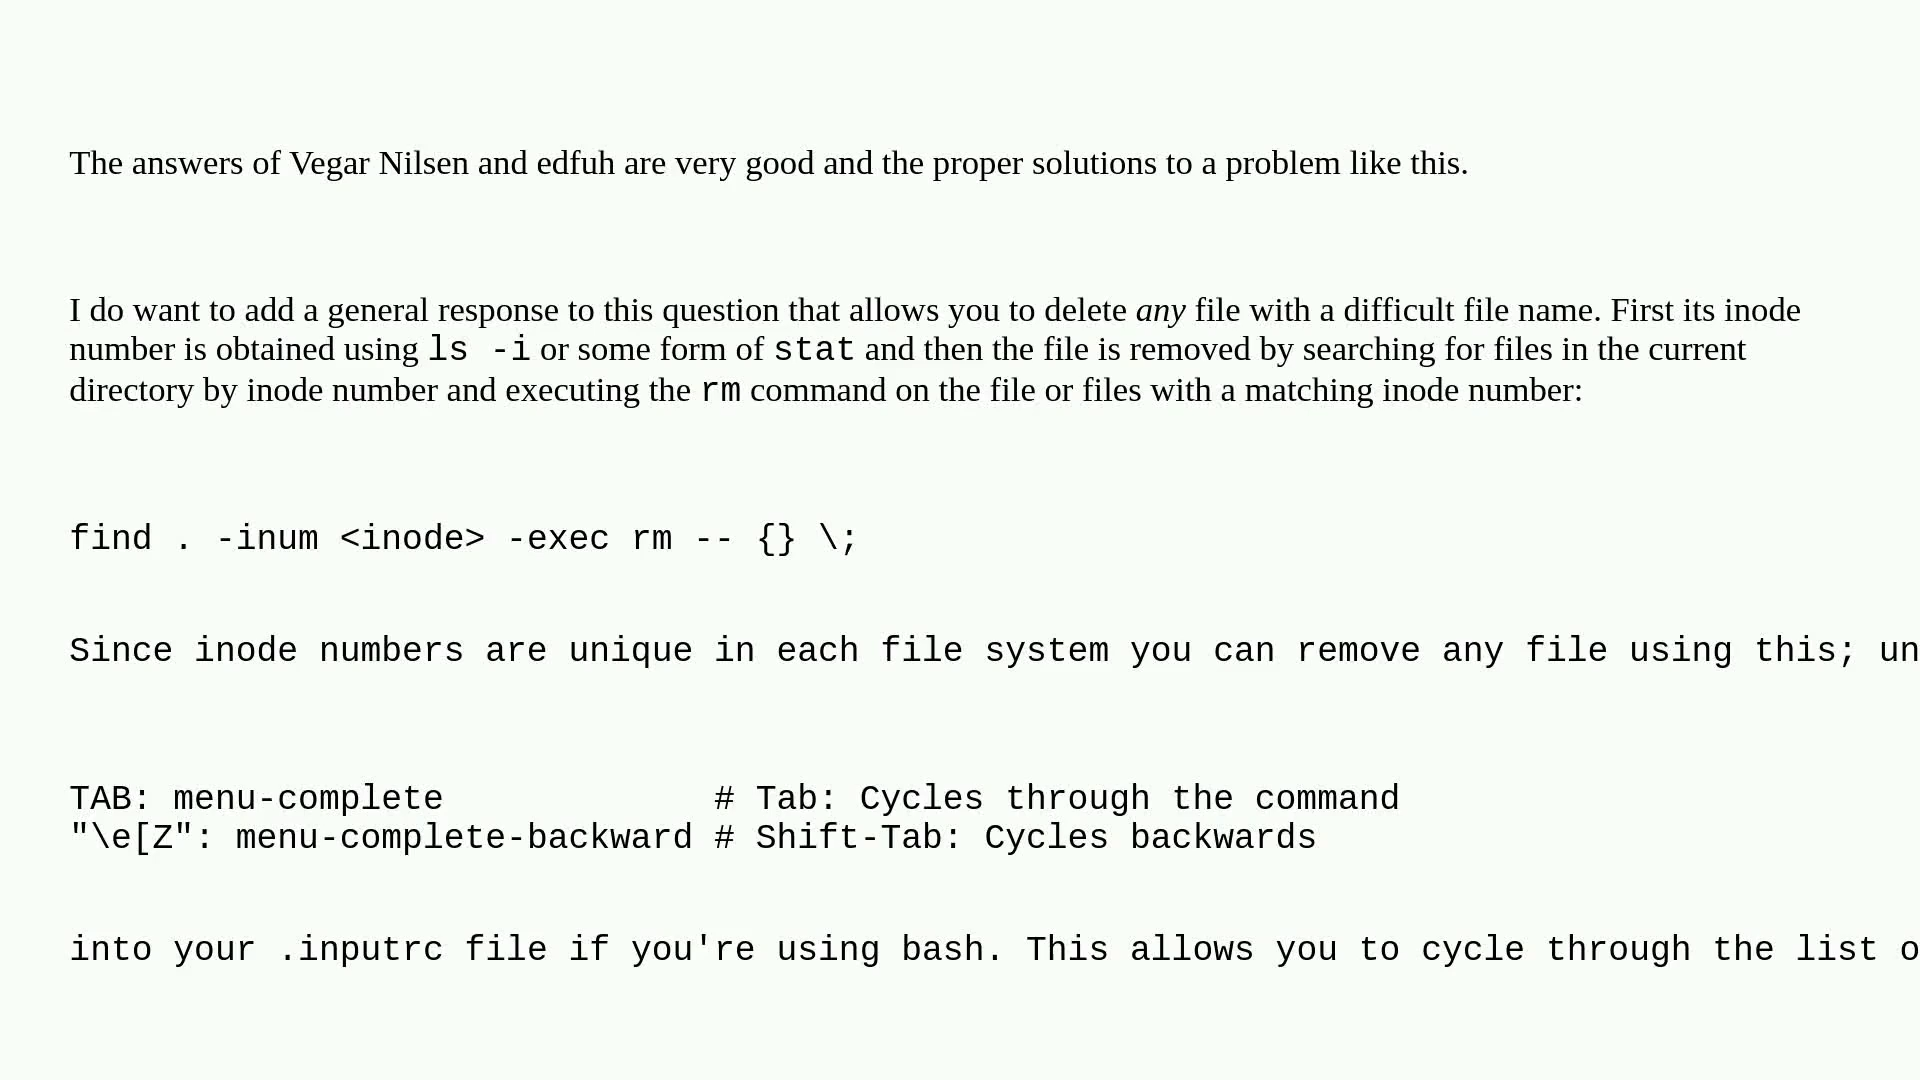 The answers of Vegar Nilsen and edfuh are very good and the proper solutions to a problem like this.
I do want to add a general response to this question that allows you to delete any file with a difficult file name. First its inode
number is obtained using ls -i or some form of stat and then the file is removed by searching for files in the current
directory by inode number and executing the rm command on the file or files with a matching inode number:
find . -inum <inode> -exec rm -- {} \;
Since inode numbers are unique in each file system you can remove any file using this; un
TAB: menu-complete             # Tab: Cycles through the command
"\e[Z": menu-complete-backward # Shift-Tab: Cycles backwards
into your .inputrc file if you're using bash. This allows you to cycle through the list o